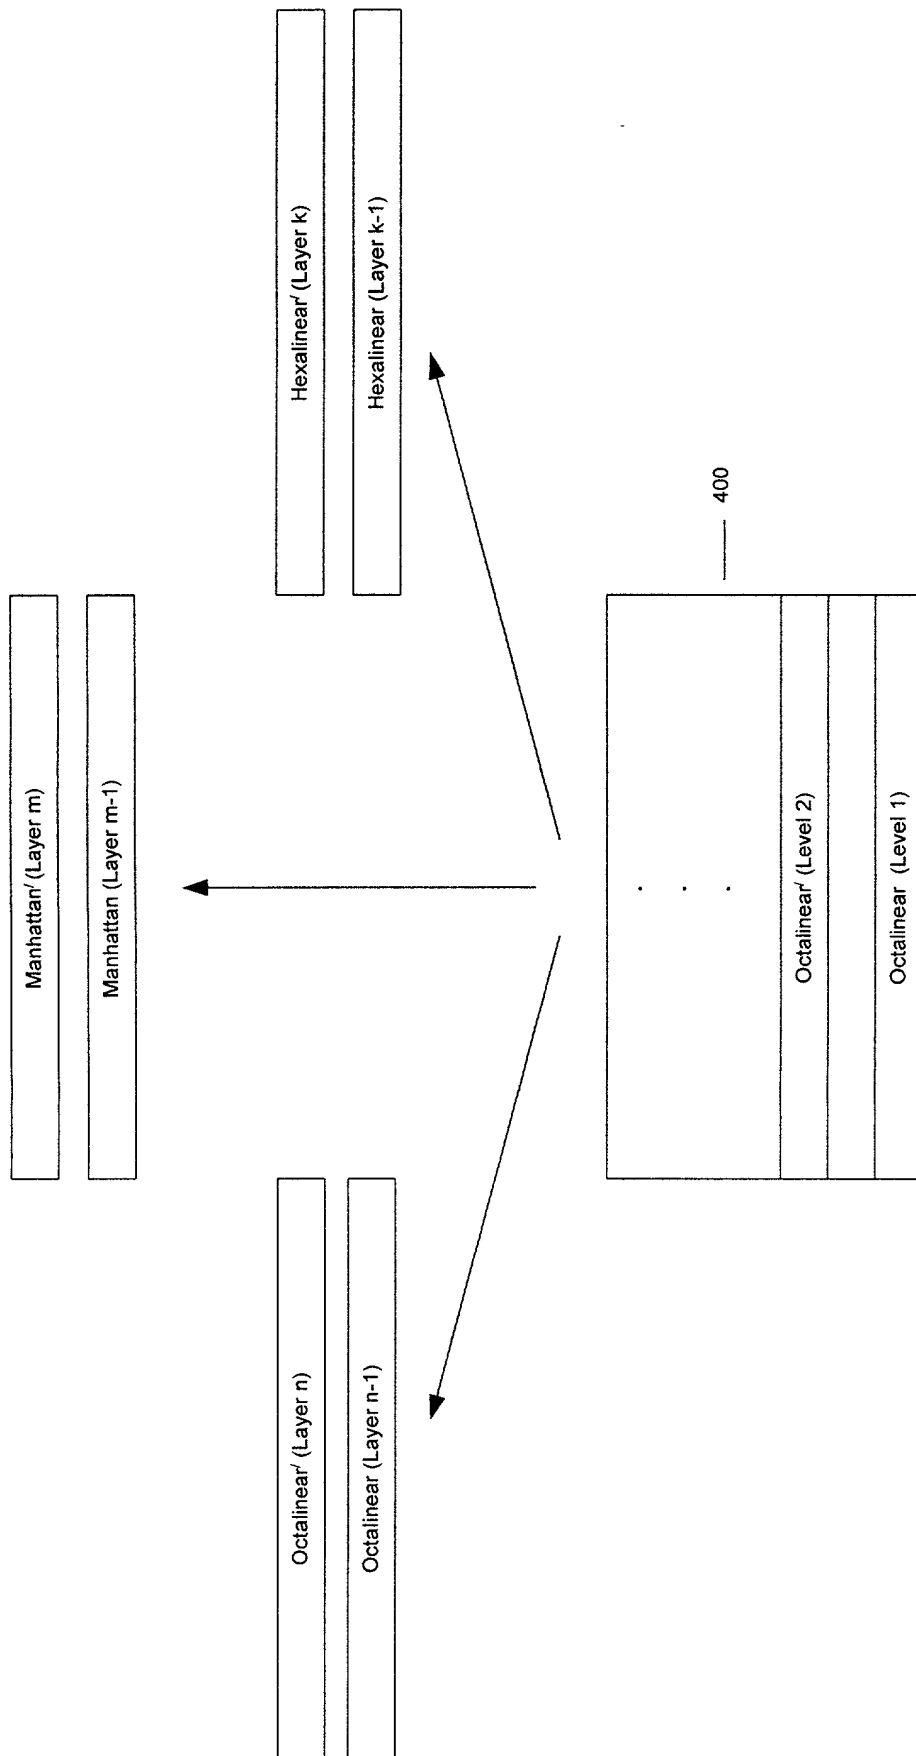 Manhattan′ (Layer m)
Manhattan (Layer m-1)
Octalinear′ (Layer n)
Octalinear (Layer n-1)
Hexalinear′ (Layer k)
Hexalinear (Layer k-1)
400
Octalinear′ (Level 2)
Octalinear (Level 1)